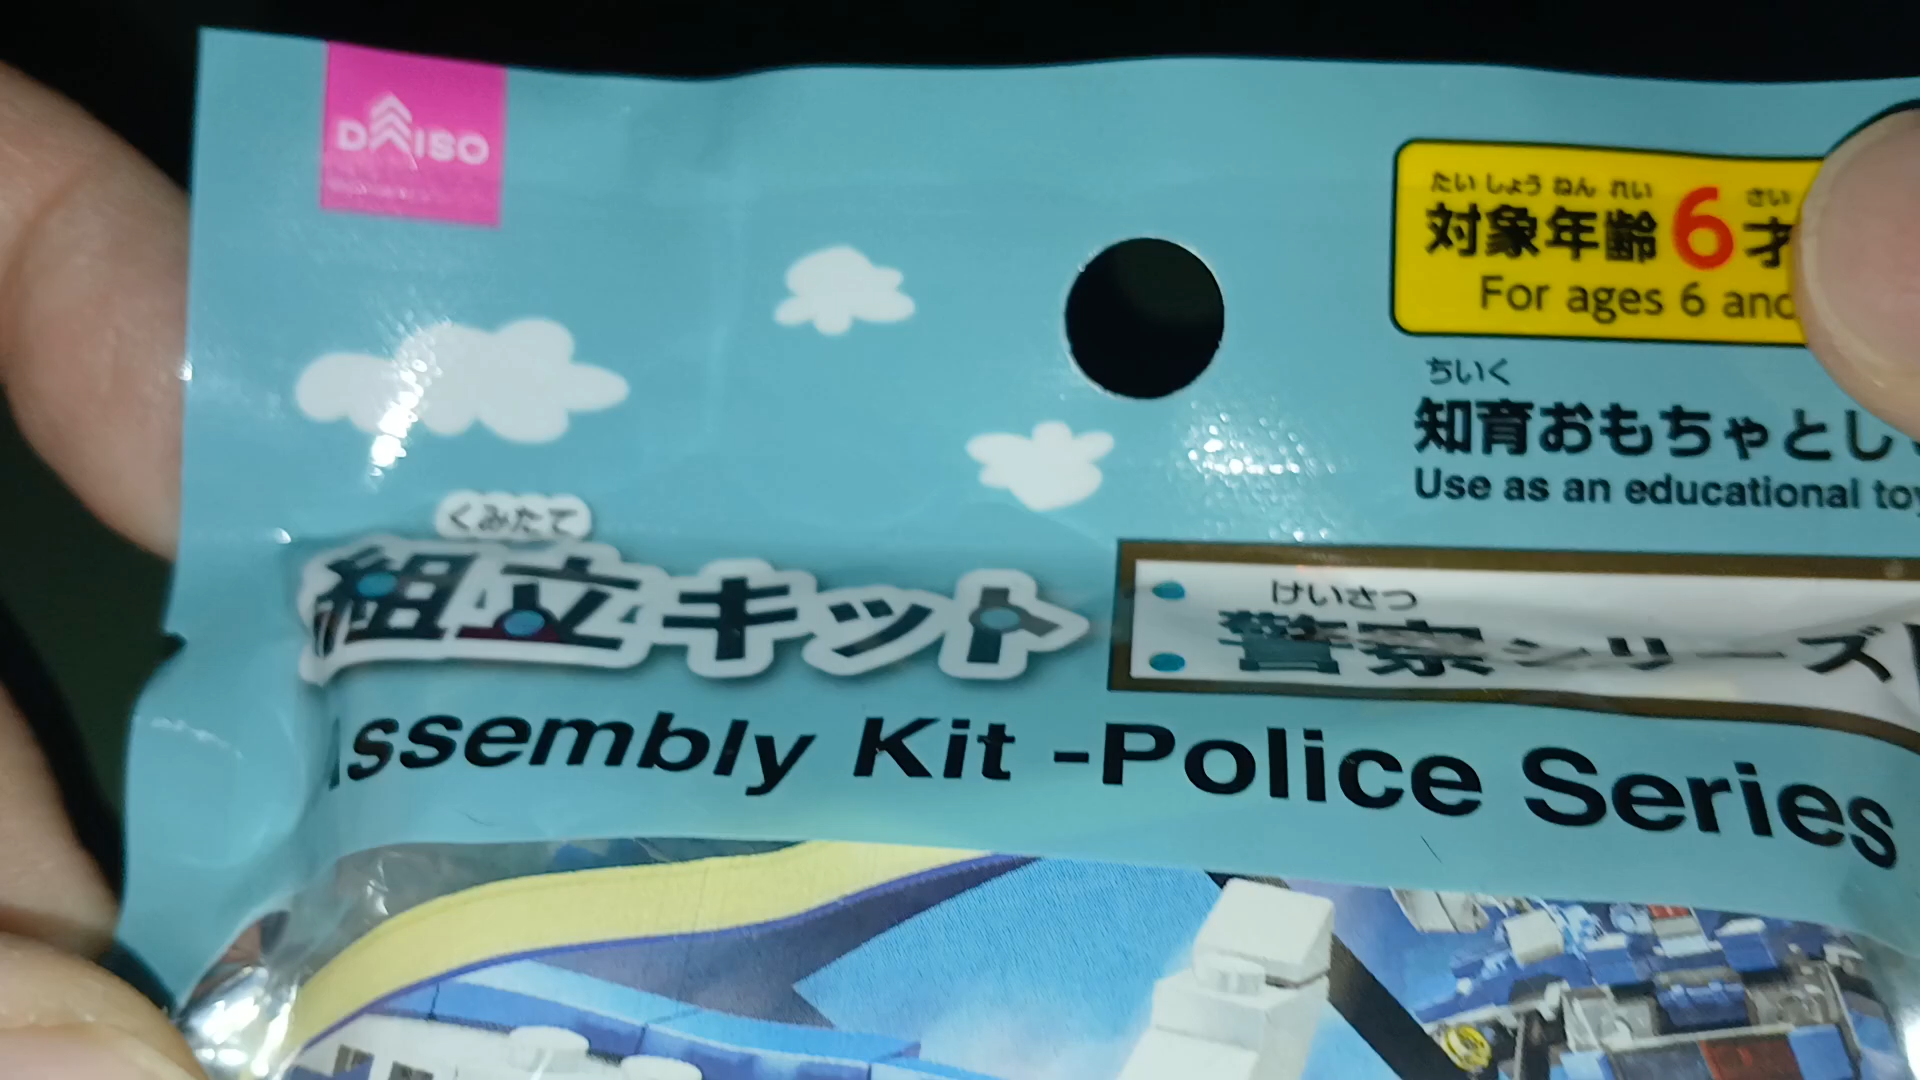 DAISO
たいしょうねんれい さい
対象年齢6才
For ages 6 and
ちいく
知育おもちゃとし
Use as an educational toy
くみたて
組立キット
けいさつ
警察シリーズ
Assembly Kit -Police Series